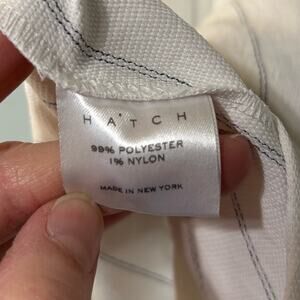 HATCH
99% POLYESTER
1% NYLON
MADE IN NEW YORK